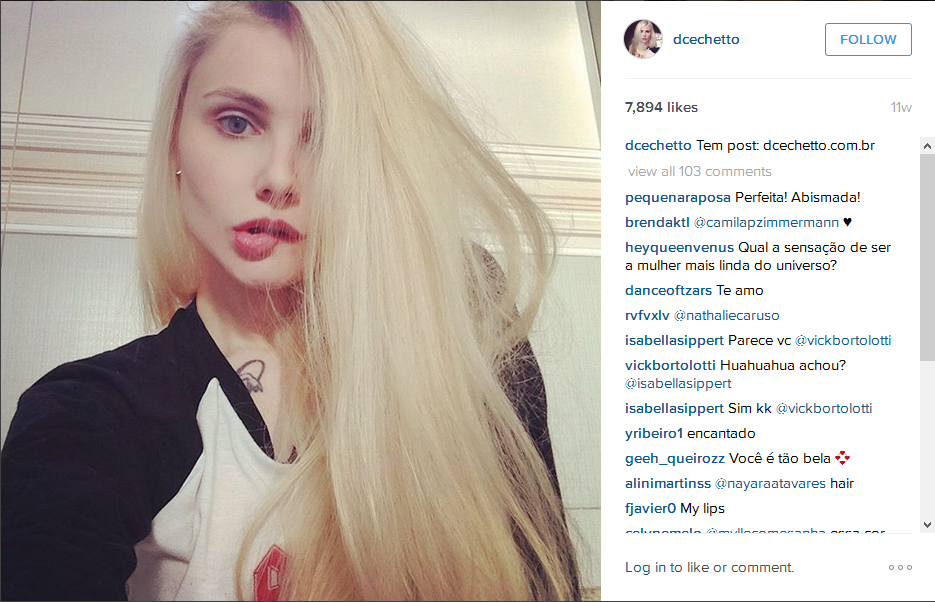 dcechetto
FOLLOW
7,894 likes
11w
dcechetto Tem post: dcechetto.com.br
view all 103 comments
pequenaraposa Perfeita! Abismada!
brendaktl @camilapzimmermann ♥
heyqueenvenus Qual a sensação de ser
a mulher mais linda do universo?
danceoftzars Te amo
rvfvxlv @nathaliecaruso
isabellasippert Parece vc @vickbortolotti
vickbortolotti Huahuahua achou?
@isabellasippert
isabellasippert Sim kk @vickbortolotti
yribeiro1 encantado
geeh_queirozz Você é tão bela
alinimartinss @nayaraatavares hair
fjavier0 My lips
Log in to like or comment.